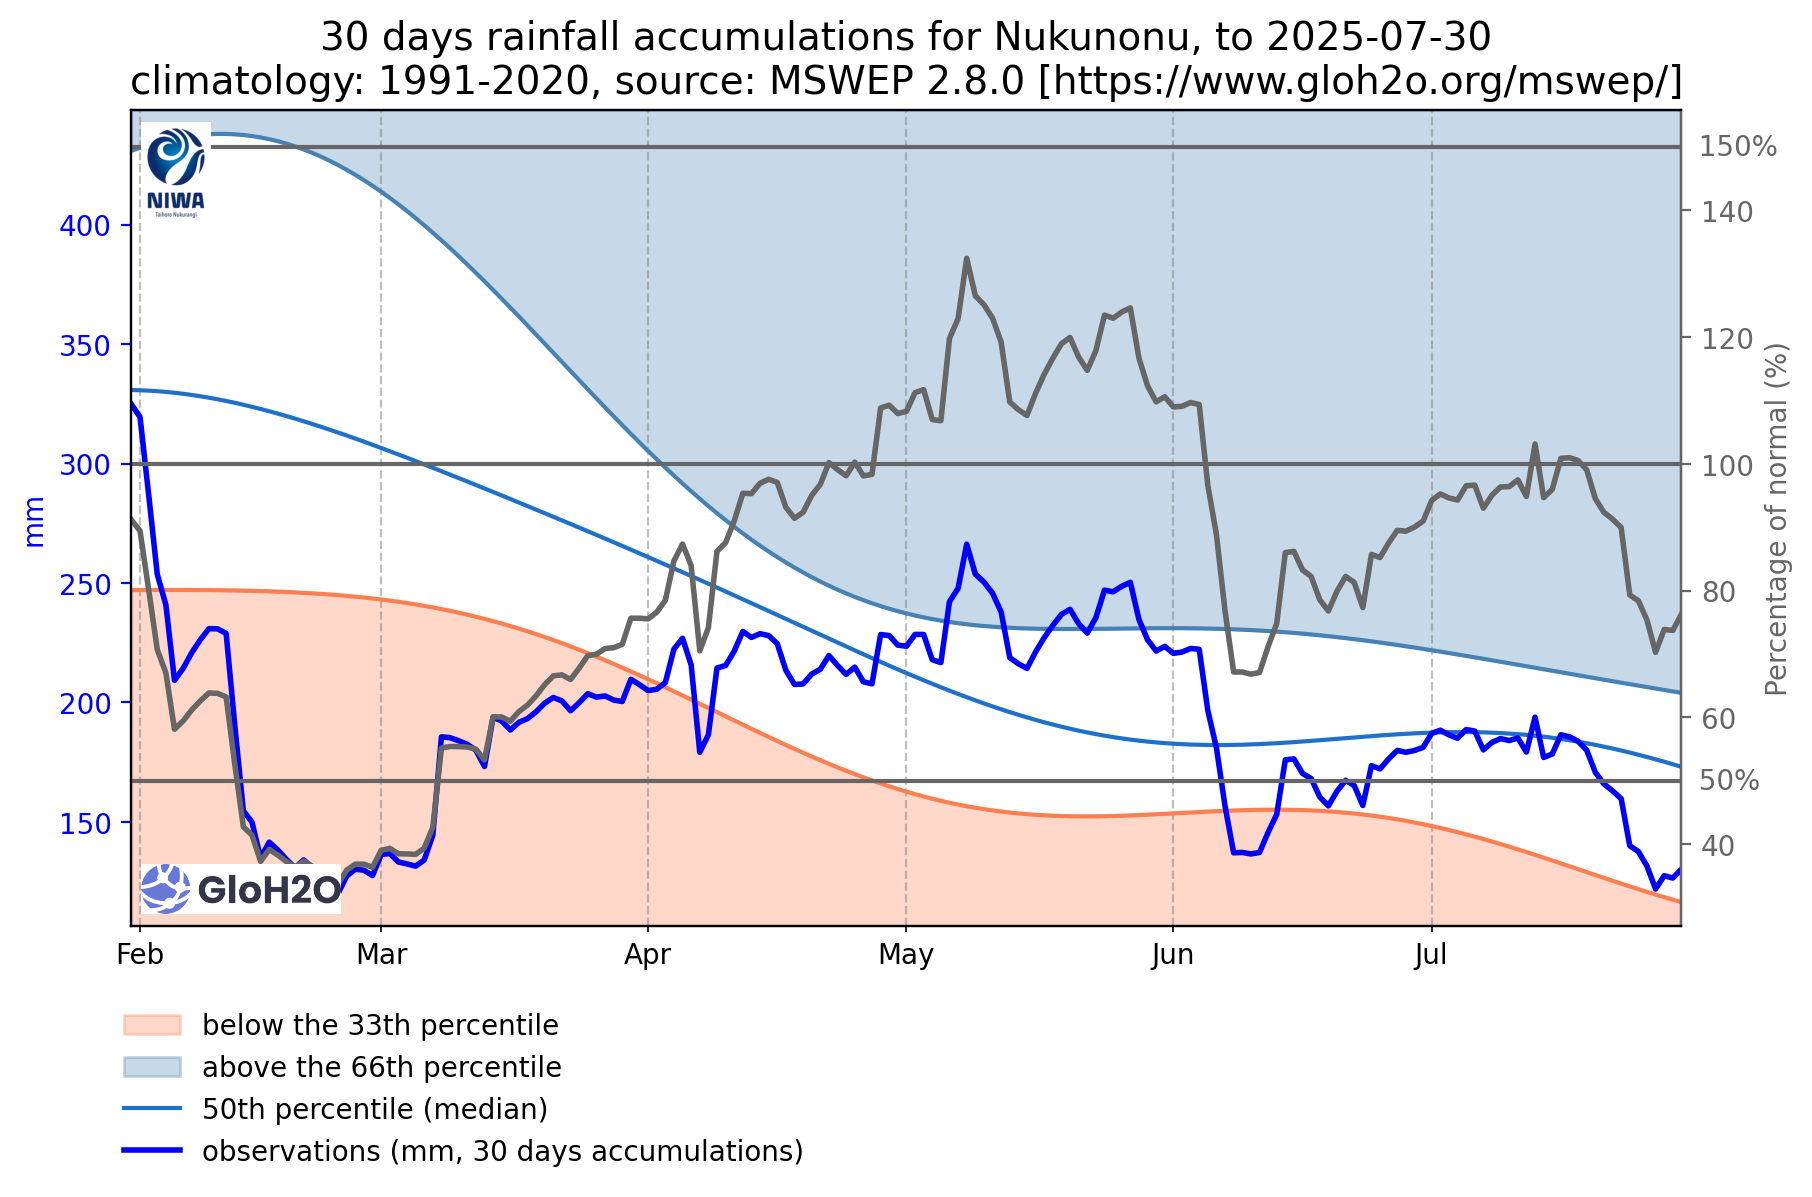 30 days rainfall accumulations for Nukunonu, to 2025-07-30
climatology: 1991-2020, source: MSWEP 2.8.0 [https://www.gloh2o.org/mswep/]
NIWA
Taihoro Nukurangi
400
350
300
250
200
150
mm
150%
140
120
100
80
60
50%
40
Percentage of normal (%)
GloH2O
Feb Mar Apr May Jun Jul
below the 33th percentile
above the 66th percentile
50th percentile (median)
observations (mm, 30 days accumulations)